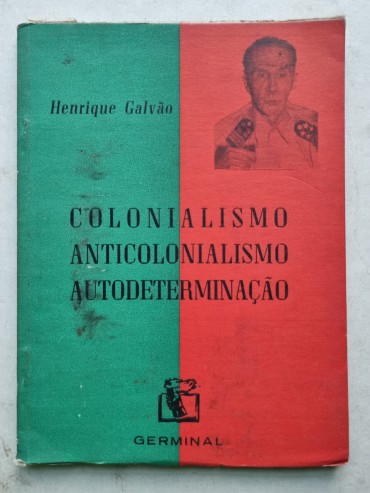 Henrique Galvão
COLONIALISMO
ANTICOLONIALISMO
AUTODETERMINAÇÃO
GERMINAL